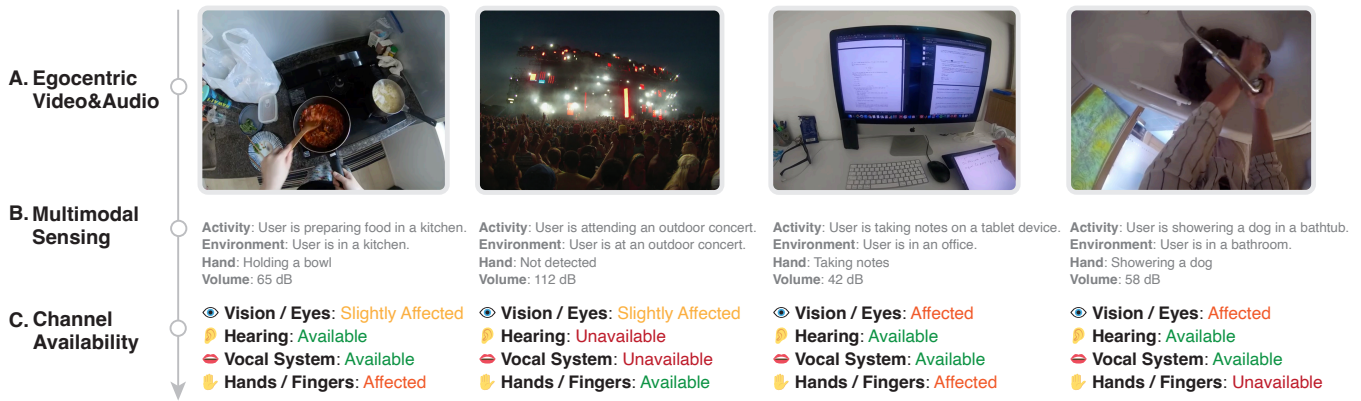 A. Egocentric
Video&Audio
B. Multimodal
Sensing
Activity: User is preparing food in a kitchen.
Environment: User is in a kitchen.
Hand: Holding a bowl
Volume: 65 dB
Activity: User is attending an outdoor concert.
Environment: User is at an outdoor concert.
Hand: Not detected
Volume: 112 dB
Activity: User is taking notes on a tablet device.
Environment: User is in an office.
Hand: Taking notes
Volume: 42 dB
Activity: User is showering a dog in a bathtub.
Environment: User is in a bathroom.
Hand: Showering a dog
Volume: 58 dB
C. Channel
Availability
Vision / Eyes: Slightly Affected
Hearing: Available
Vocal System: Available
Hands / Fingers: Affected
Vision / Eyes: Slightly Affected
Hearing: Unavailable
Vocal System: Unavailable
Hands / Fingers: Available
Vision / Eyes: Affected
Hearing: Available
Vocal System: Available
Hands / Fingers: Affected
Vision / Eyes: Affected
Hearing: Available
Vocal System: Available
Hands / Fingers: Unavailable